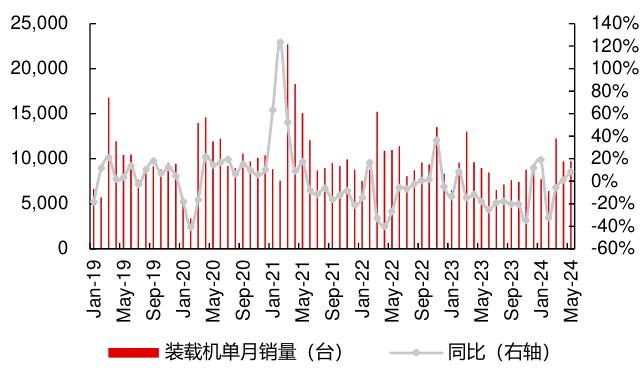 25,000
20,000
15,000
10,000
5,000
0
140%
120%
100%
80%
60%
40%
20%
0%
-20%
-40%
-60%
Jan-19
May-19
Sep-19
Jan-20
May-20
Sep-20
Jan-21
May-21
Sep-21
Jan-22
May-22
Sep-22
Jan-23
May-23
Sep-23
Jan-24
May-24
装载机单月销量（台）
同比（右轴）